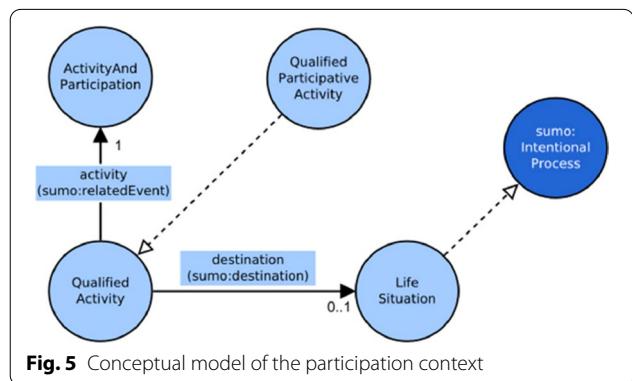 ActivityAnd
Participation
Qualified
Participative
Activity
sumo:
Intentional
Process
1
activity
(sumo:relatedEvent)
destination
(sumo:destination)
Qualified
Activity
Life
Situation
0..1
Fig. 5 Conceptual model of the participation context